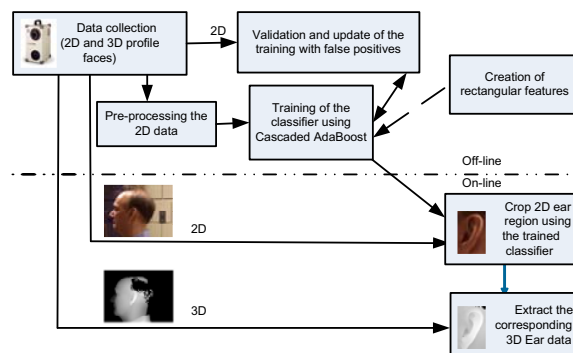 Data collection
(2D and 3D profile
faces)
2D
Validation and update of the
training with false positives
Creation of
rectangular features
Pre-processing the
2D data
Training of the
classifier using
Cascaded AdaBoost
Off-line
On-line
2D
Crop 2D ear
region using
the trained
classifier
3D
Extract the
corresponding
3D Ear data